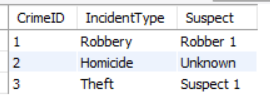 CrimeID IncidentType Suspect
1 Robbery Robber 1
2 Homicide Unknown
3 Theft Suspect 1